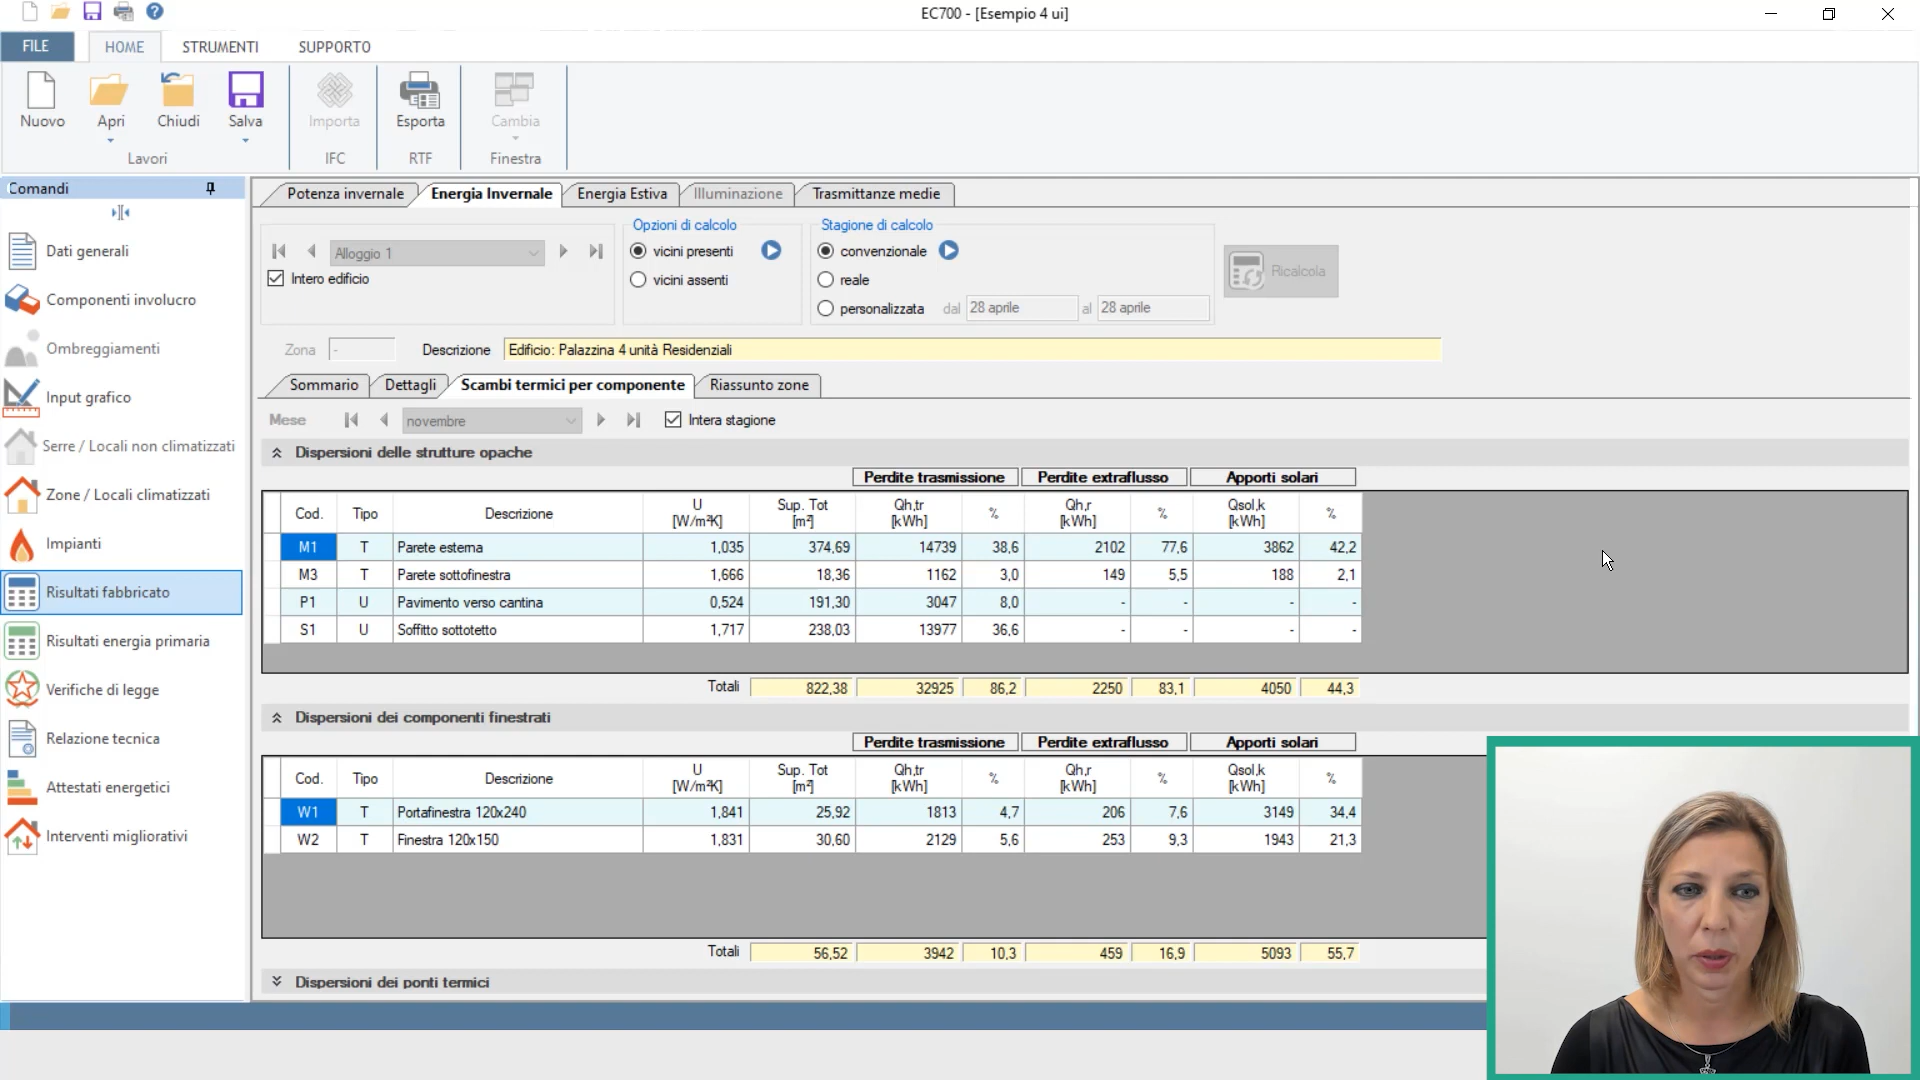 EC700 - [Esempio 4 ui]
FILE HOME STRUMENTI SUPPORTO
Nuovo Apri Chiudi Salva Importa Esporta Cambia
Lavori IFC RTF Finestra
Comandi
Dati generali
Componenti involucro
Ombreggiamenti
Input grafico
Serre / Locali non climatizzati
Zone / Locali climatizzati
Impianti
Risultati fabbricato
Risultati energia primaria
Verifiche di legge
Relazione tecnica
Attestati energetici
Interventi migliorativi
Potenza invernale Energia Invernale Energia Estiva Illuminazione Trasmittanze medie
Opzioni di calcolo Stagione di calcolo
Alloggio 1 vicini presenti convenzionale
Intero edificio vicini assenti reale Ricalcola
personalizzata dal 28 aprile al 28 aprile
Zona - Descrizione Edificio: Palazzina 4 unità Residenziali
Sommario Dettagli Scambi termici per componente Riassunto zone
Mese novembre Intera stagione
Dispersioni delle strutture opache
Perdite trasmissione Perdite extraflusso Apporti solari
Cod. Tipo Descrizione U [W/m²K] Sup. Tot [m²] Qh,tr [kWh] % Qh,r [kWh] % Qsol,k [kWh] %
M1 T Parete esterna 1,035 374,69 14739 38,6 2102 77,6 3862 42,2
M3 T Parete sottofinestra 1,666 18,36 1162 3,0 149 5,5 188 2,1
P1 U Pavimento verso cantina 0,524 191,30 3047 8,0 - - - -
S1 U Soffitto sottotetto 1,717 238,03 13977 36,6 - - - -
Totali 822,38 32925 86,2 2250 83,1 4050 44,3
Dispersioni dei componenti finestrati
Perdite trasmissione Perdite extraflusso Apporti solari
Cod. Tipo Descrizione U [W/m²K] Sup. Tot [m²] Qh,tr [kWh] % Qh,r [kWh] % Qsol,k [kWh] %
W1 T Portafinestra 120x240 1,841 25,92 1813 4,7 206 7,6 3149 34,4
W2 T Finestra 120x150 1,831 30,60 2129 5,6 253 9,3 1943 21,3
Totali 56,52 3942 10,3 459 16,9 5093 55,7
Dispersioni dei ponti termici